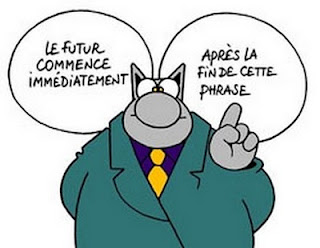 LE FUTUR
COMMENCE
IMMÉDIATEMENT
APRÈS LA
FIN DE CETTE
PHRASE